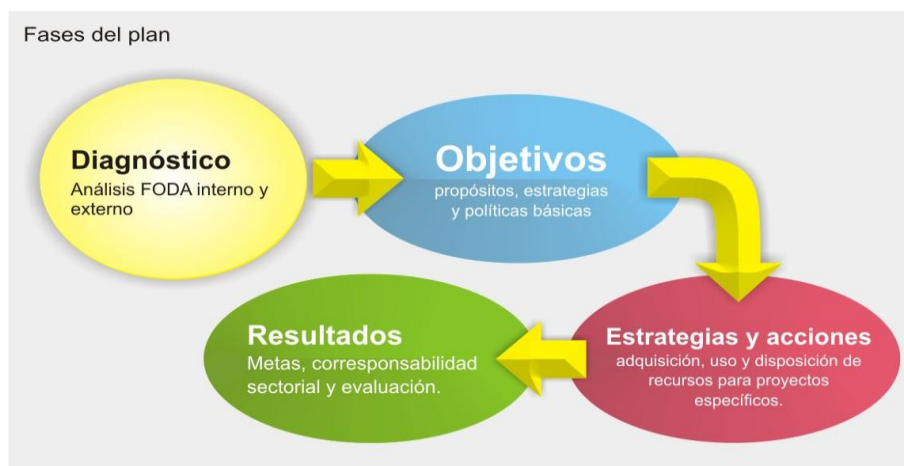 Fases del plan
Diagnóstico
Análisis FODA interno y
externo
Objetivos
propósitos, estrategias
y políticas básicas
Estrategias y acciones
adquisición, uso y disposición de
recursos para proyectos
específicos.
Resultados
Metas, corresponsabilidad
sectorial y evaluación.